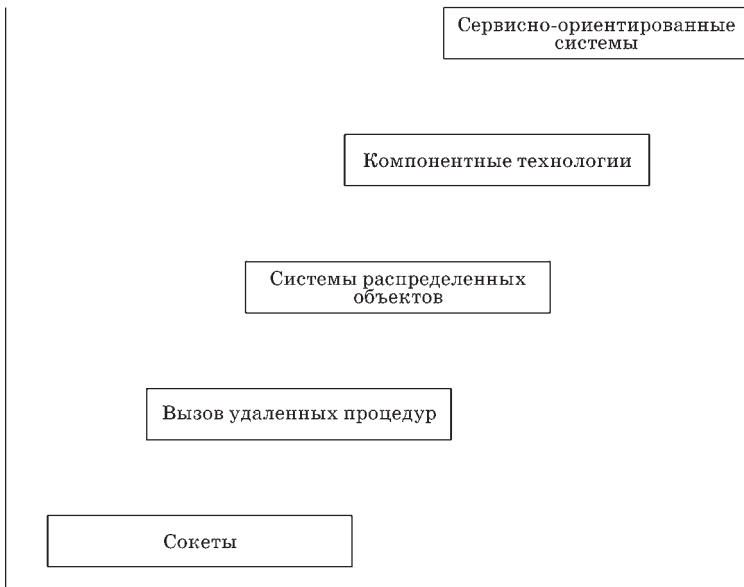 Сервисно-ориентированные
системы
Компонентные технологии
Системы распределенных
объектов
Вызов удаленных процедур
Сокеты